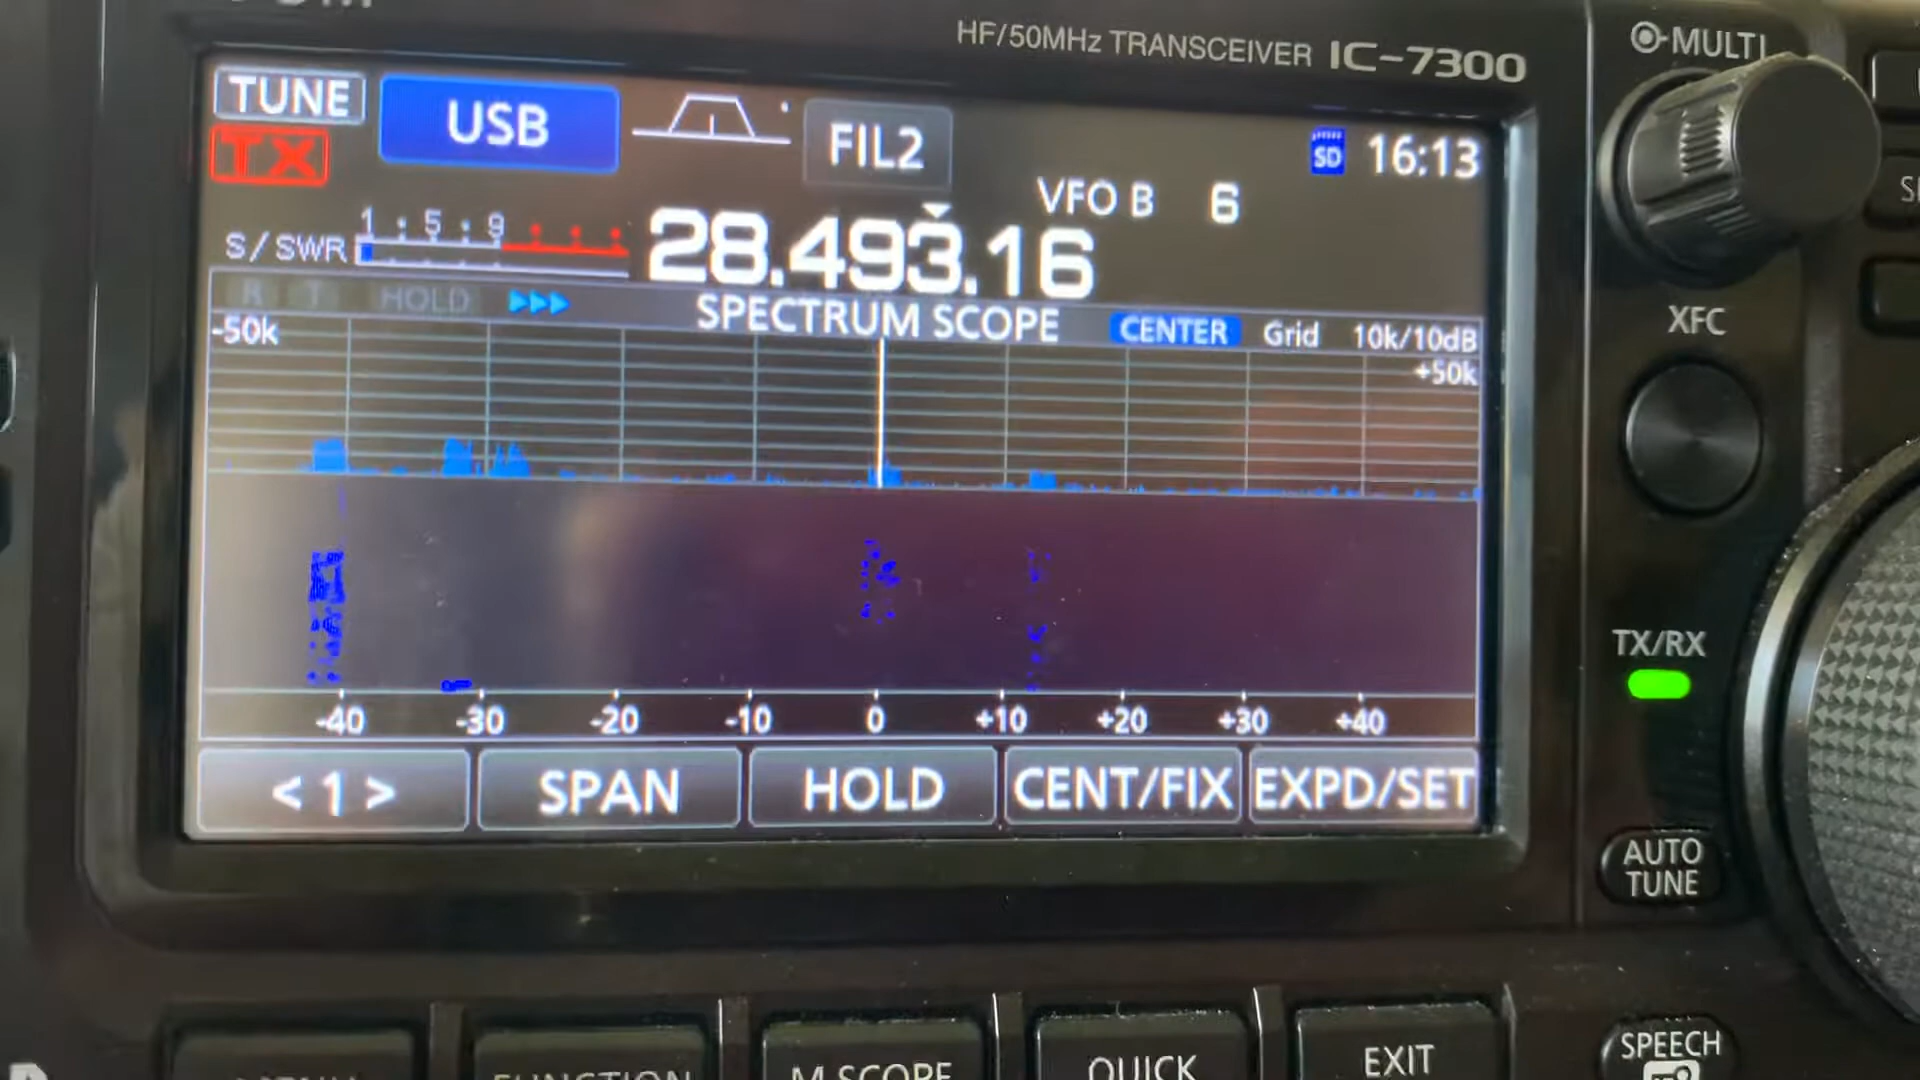 HF/50MHz TRANSCEIVER IC-7300
MULTI
TUNE
USB
FIL2
SD
16:13
TX
VFO B 6
1 : 5 : 9
S/SWR
28.493.16
R T HOLD
SPECTRUM SCOPE
CENTER
Grid
10k/10dB
-50k
+50k
XFC
TX/RX
-40 -30 -20 -10 0 +10 +20 +30 +40
< 1 >
SPAN
HOLD
CENT/FIX
EXPD/SET
AUTO
TUNE
MENU
FUNCTION
M.SCOPE
QUICK
EXIT
SPEECH